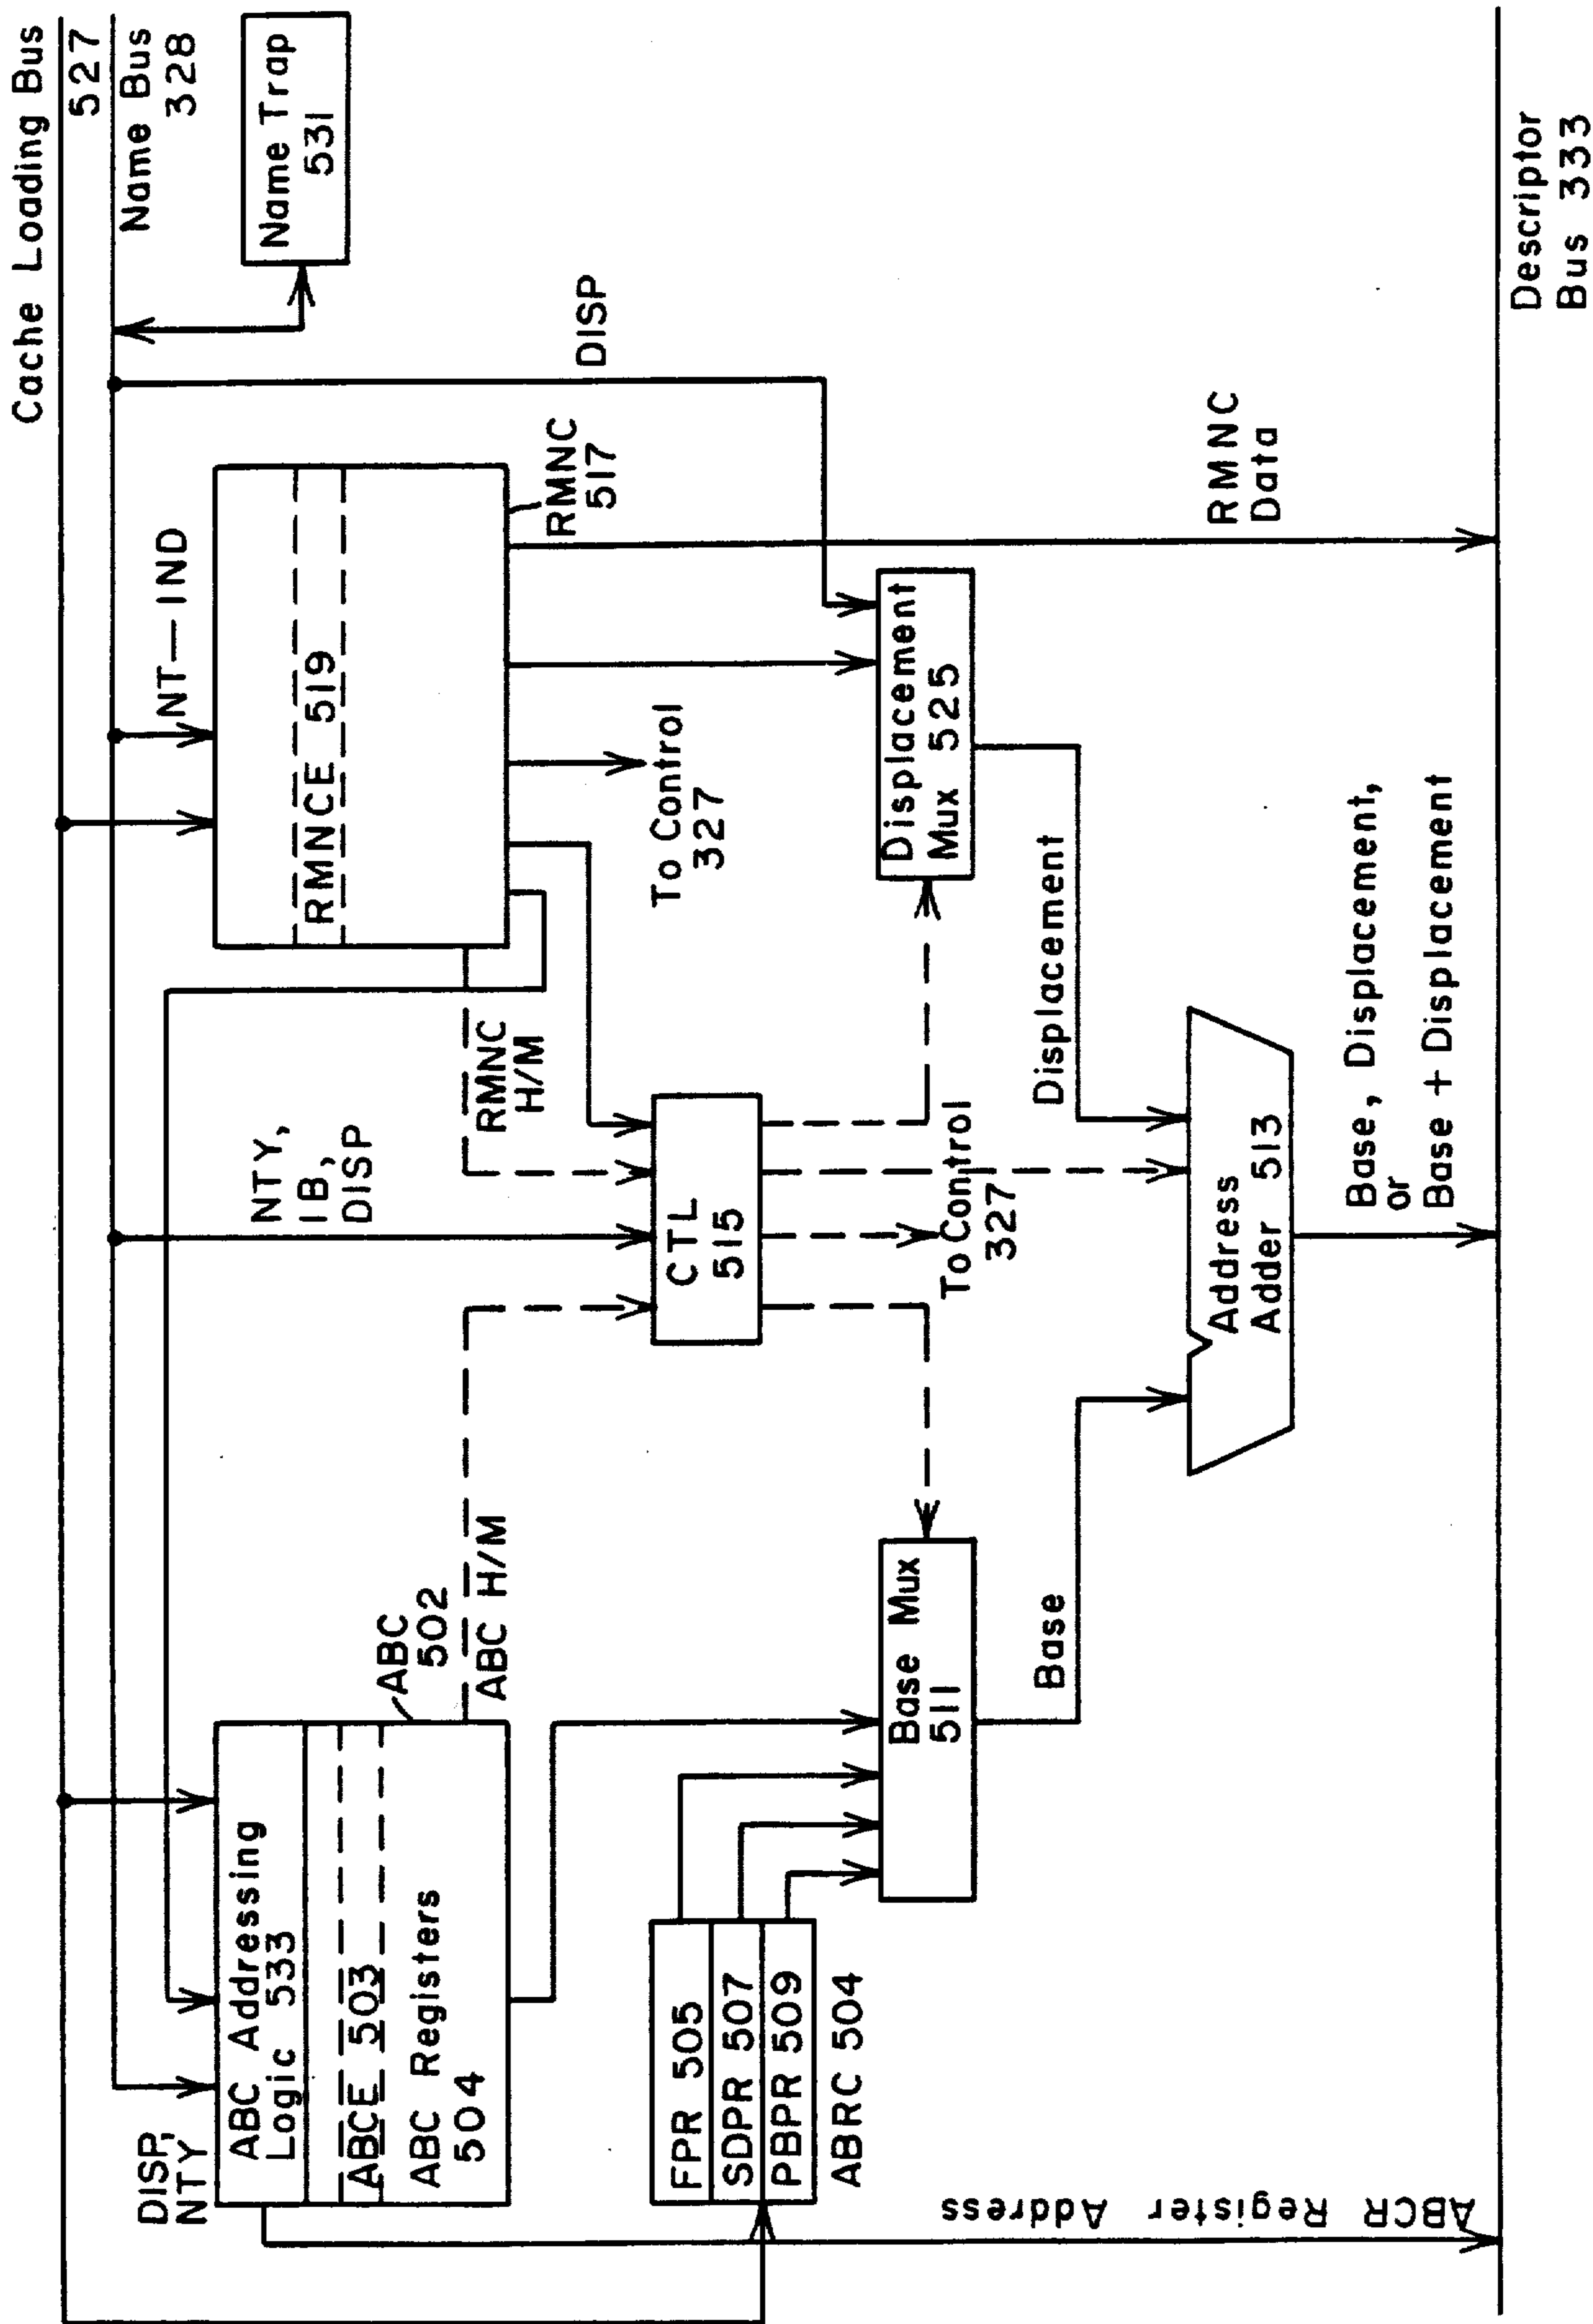 Cache Loading Bus
527
Name Bus
328
Name Trap
531
DISP,
NTY
ABC Addressing
Logic 533
ABCE 503
ABC Registers
504
ABC
502
ABC H/M
NTY,
IB,
DISP
NT—IND
RMNCE 519
RMNC
517
RMNC
H/M
DISP
To Control
327
FPR 505
SDPR 507
PBPR 509
ABRC 504
CTL
515
Base Mux
511
Displacement
Mux 525
To Control
327
Base
Displacement
Address
Adder 513
RMNC
Data
Base, Displacement,
or
Base + Displacement
ABCR Register Address
Descriptor
Bus 333